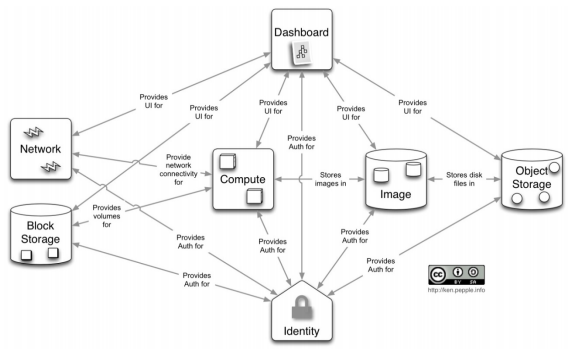 Dashboard
Provides
UI for
Provides
UI for
Provides
UI for
Provides
UI for
Provides
UI for
Provides
Auth for
Network
Provide
network
connectivity
for
Compute
Stores
images in
Image
Stores disk
files in
Object
Storage
Block
Storage
Provides
volumes
for
Provides
Auth for
Provides
Auth for
Provides
Auth for
Provides
Auth for
Provides
Auth for
Identity
cc
BY
http://ken.pepple.info